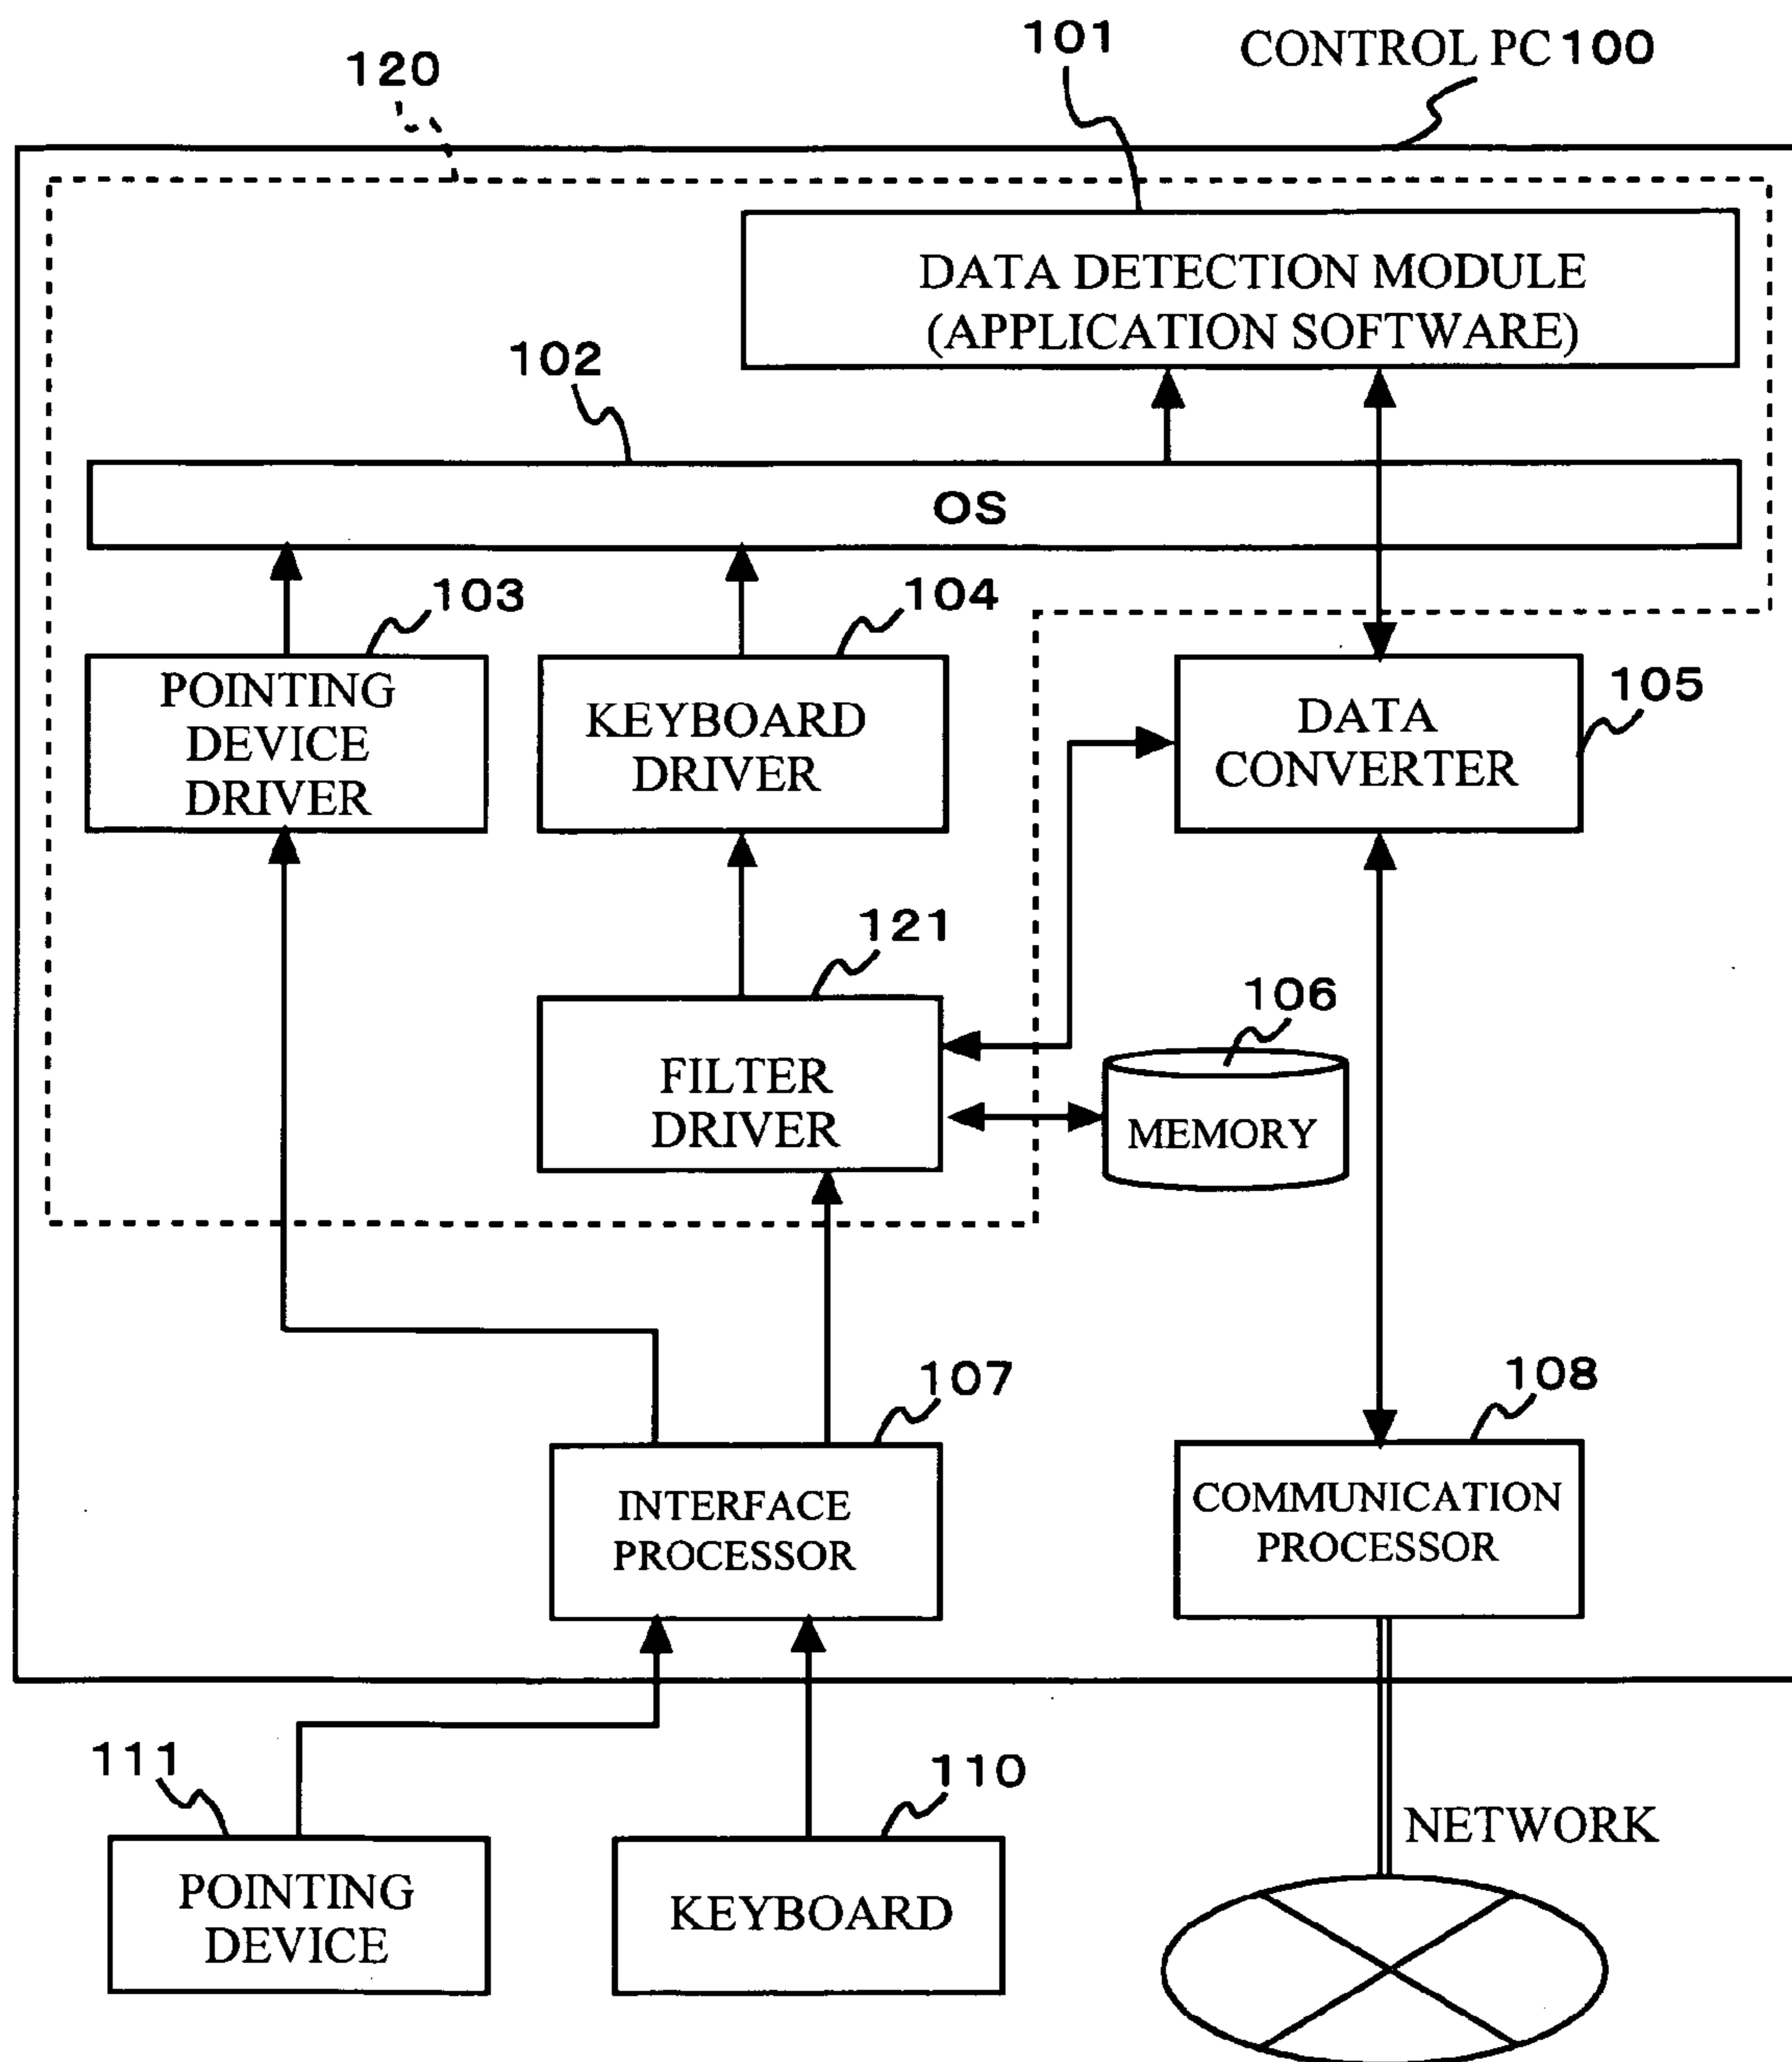 101
CONTROL PC 100
120
DATA DETECTION MODULE
(APPLICATION SOFTWARE)
102
OS
103
104
POINTING
DEVICE
DRIVER
KEYBOARD
DRIVER
DATA
CONVERTER
105
121
106
FILTER
DRIVER
MEMORY
107
108
INTERFACE
PROCESSOR
COMMUNICATION
PROCESSOR
111
110
NETWORK
POINTING
DEVICE
KEYBOARD